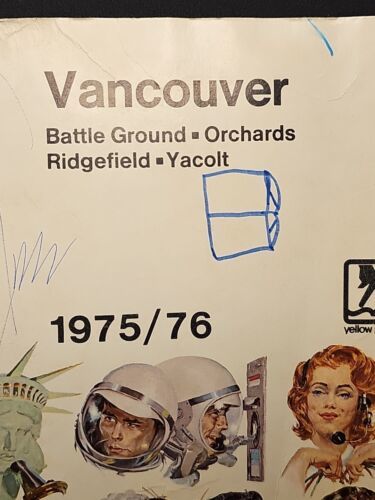 Vancouver
Battle Ground ▪ Orchards
Ridgefield ▪ Yacolt
1975/76
yellow